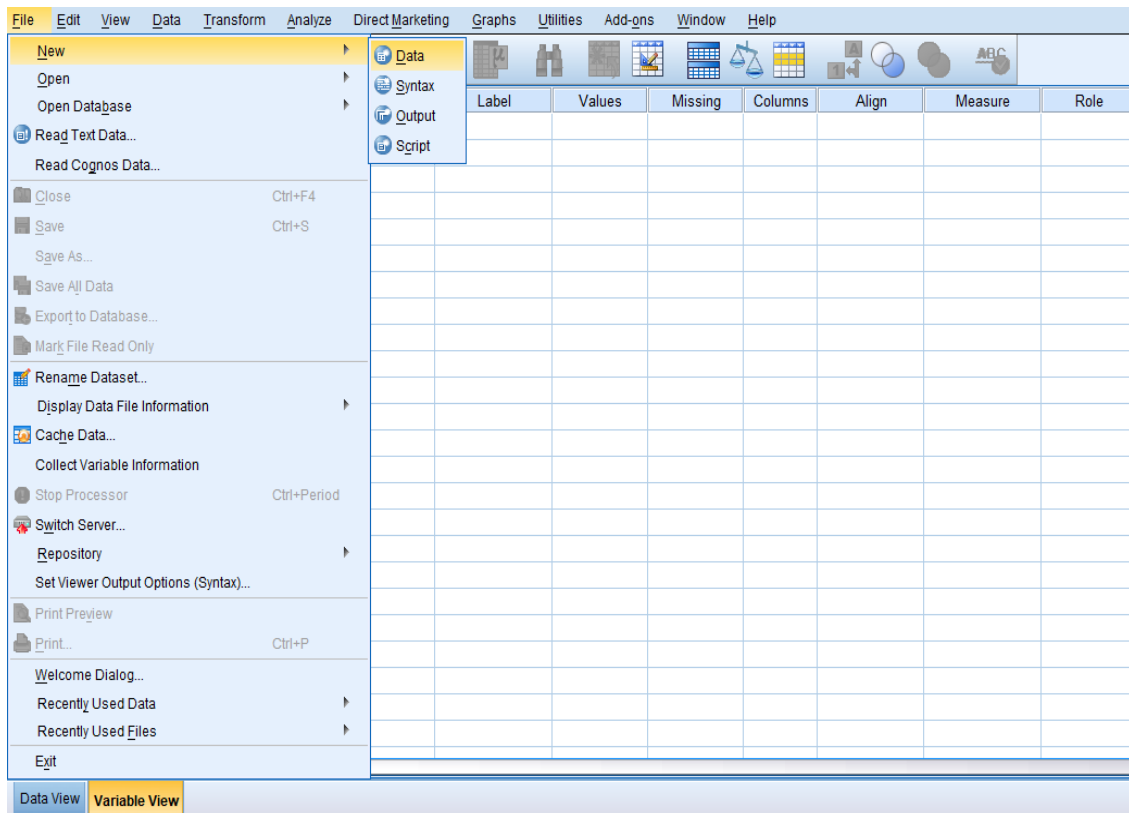 File Edit View Data Transform Analyze Direct Marketing Graphs Utilities Add-ons Window Help
New
Open
Open Database
Read Text Data...
Read Cognos Data...
Close Ctrl+F4
Save Ctrl+S
Save As...
Save All Data
Export to Database...
Mark File Read Only
Rename Dataset...
Display Data File Information
Cache Data...
Collect Variable Information
Stop Processor Ctrl+Period
Switch Server...
Repository
Set Viewer Output Options (Syntax)...
Print Preview
Print... Ctrl+P
Welcome Dialog...
Recently Used Data
Recently Used Files
Exit
Data
Syntax
Output
Script
μ
A
1
ABC
Label Values Missing Columns Align Measure Role
Data View Variable View